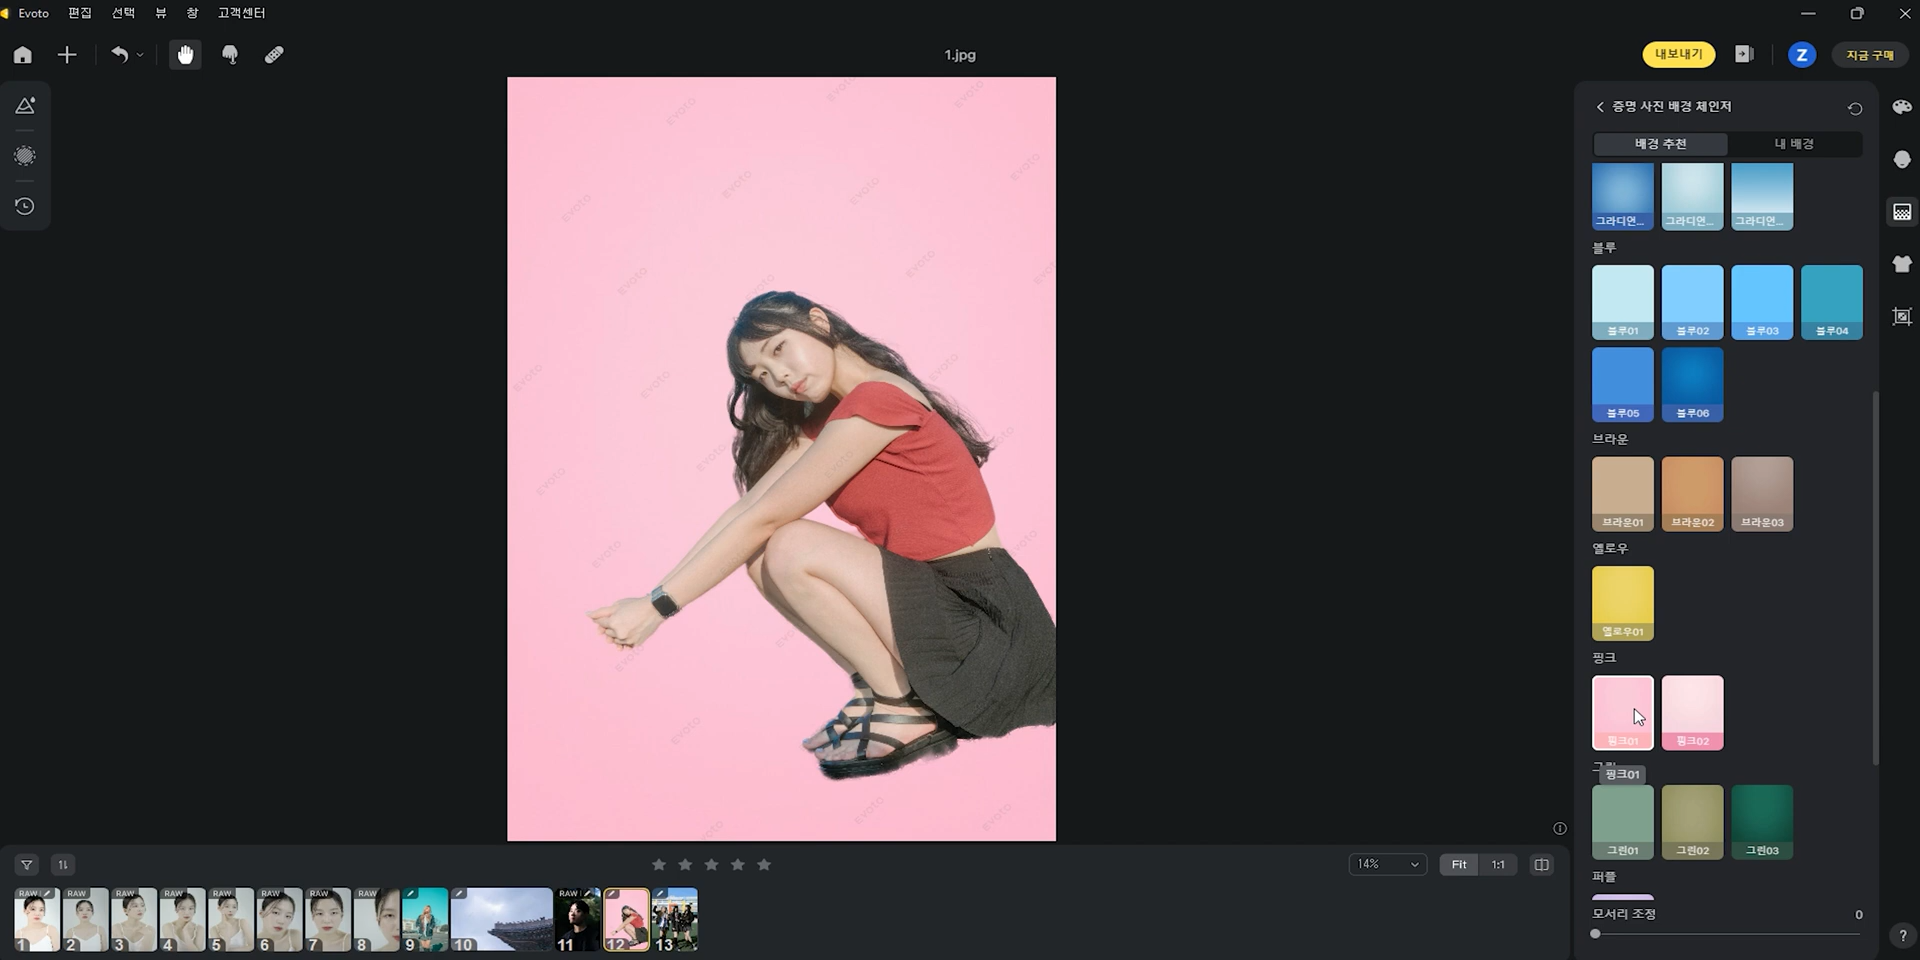 Evoto 편집 선택 뷰 창 고객센터
1.jpg
내보내기
Z
지금 구매
증명 사진 배경 체인저
배경 추천 내 배경
그라디언... 그라디언... 그라디언...
블루
블루01 블루02 블루03 블루04
블루05 블루06
브라운
브라운01 브라운02 브라운03
옐로우
옐로우01
핑크
핑크01 핑크02
핑크01
그린01 그린02 그린03
퍼플
모서리 조정 0
14% Fit 1:1
RAW RAW RAW RAW RAW RAW RAW RAW RAW
1 2 3 4 5 6 7 8 9 10 11 12 13
?
Evoto